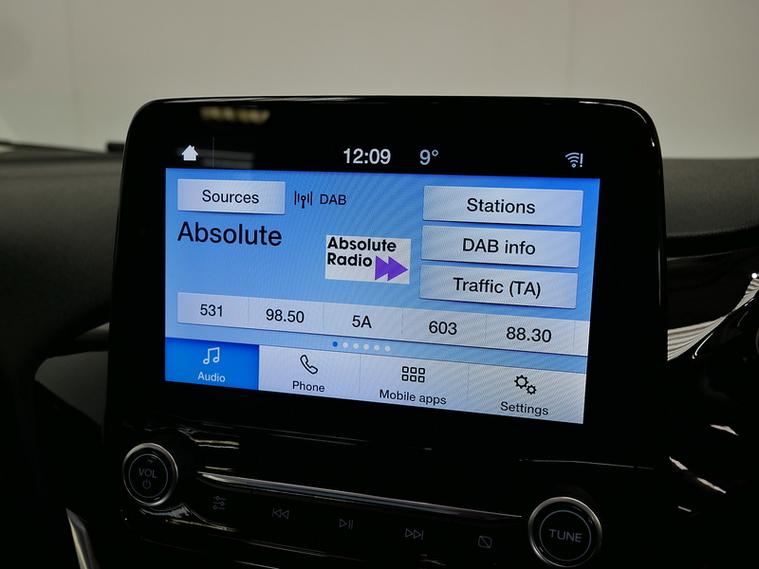 12:09 9°
Sources DAB Stations
Absolute
Absolute
Radio
DAB info
Traffic (TA)
531 98.50 5A 603 88.30
Audio Phone Mobile apps Settings
VOL
TUNE